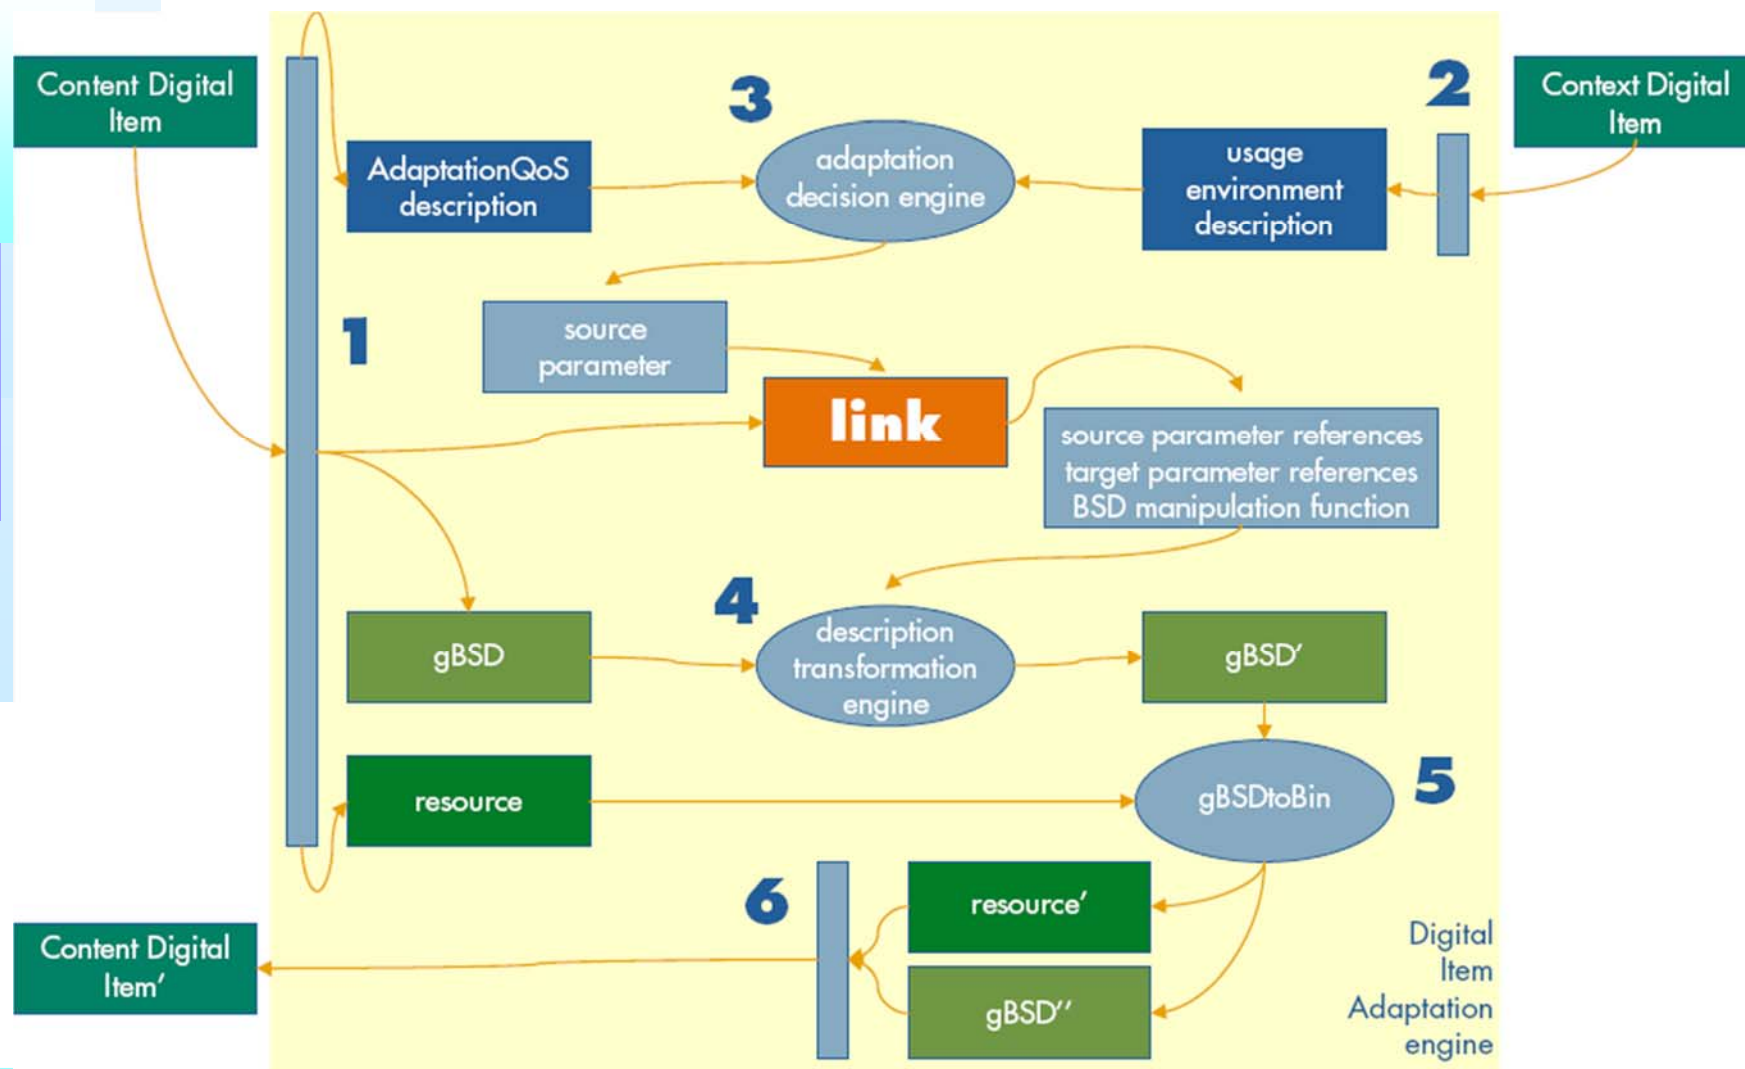 Content Digital
Item
1
AdaptationQoS
description
3
adaptation
decision engine
usage
environment
description
2
Context Digital
Item
source
parameter
link
source parameter references
target parameter references
BSD manipulation function
gBSD
4
description
transformation
engine
gBSD′
resource
gBSDtoBin
5
6
resource′
gBSD′′
Content Digital
Item′
Digital
Item
Adaptation
engine